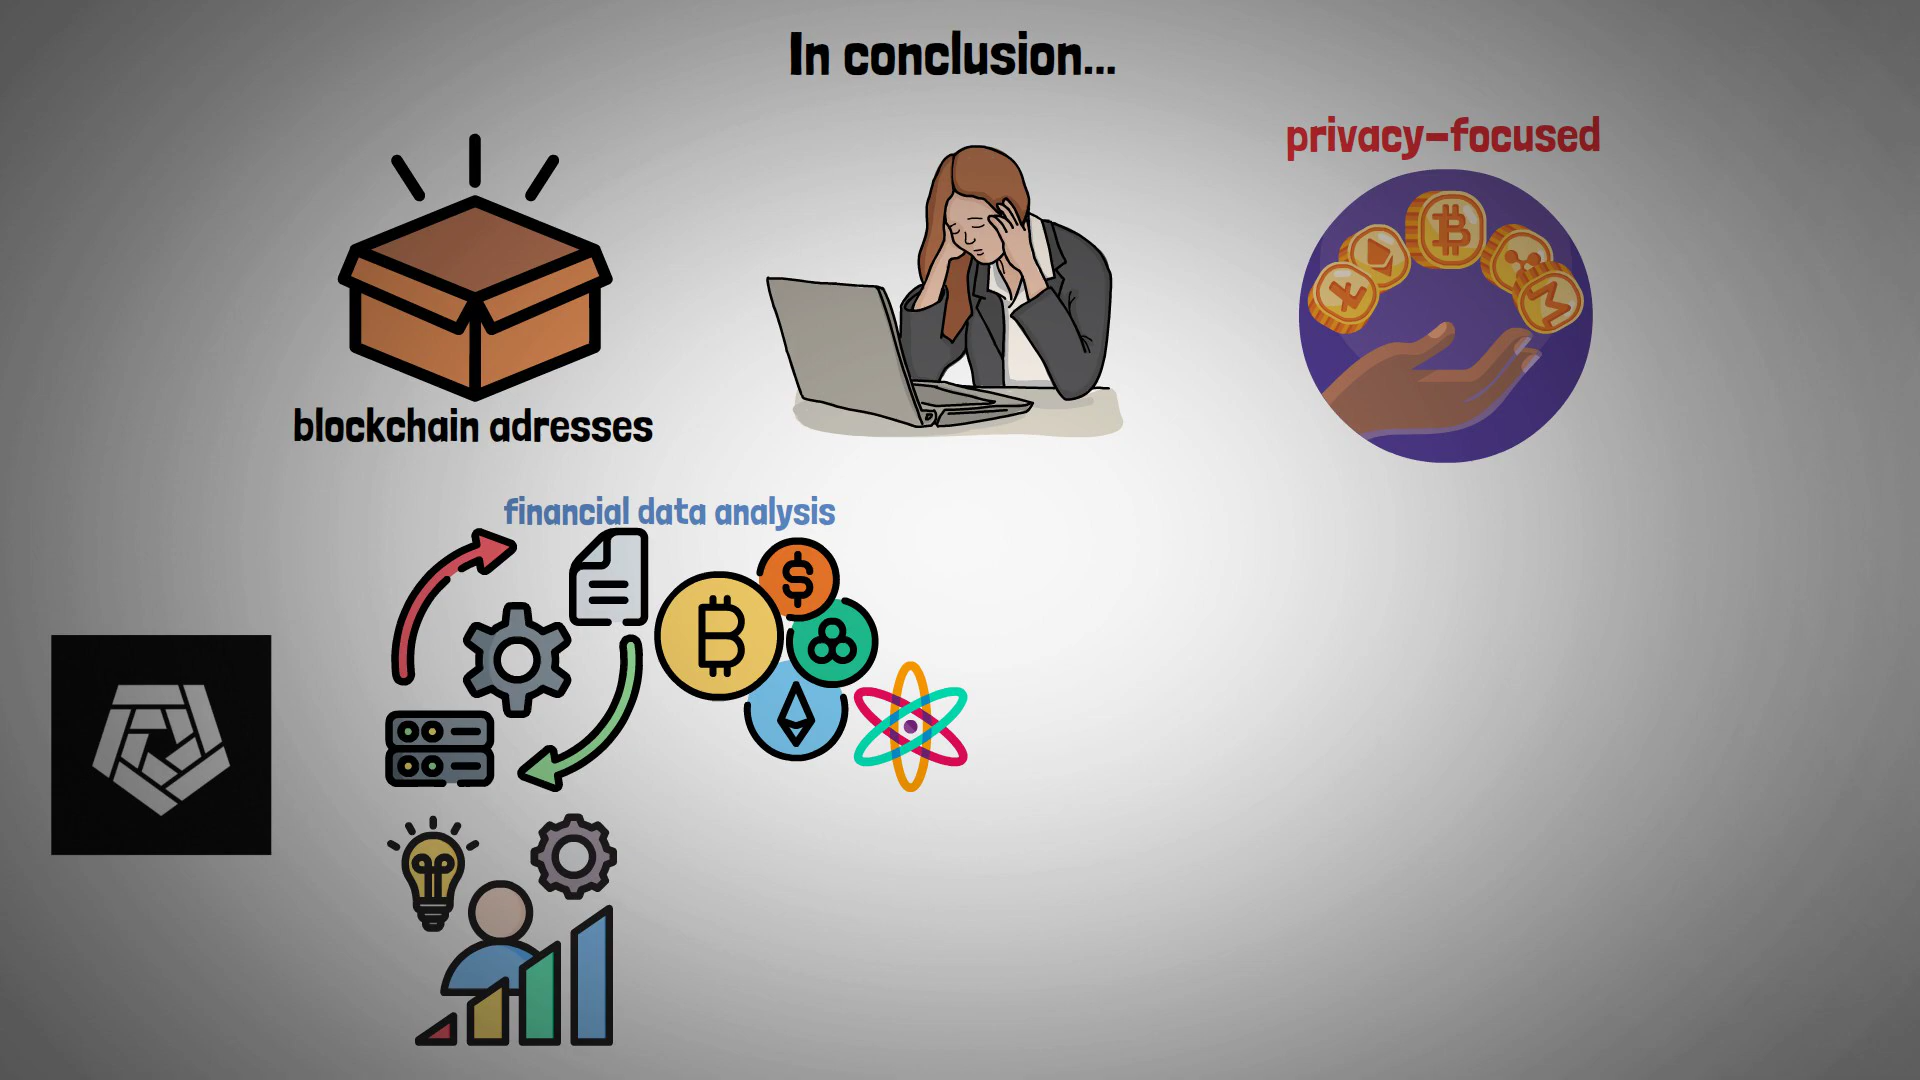 In conclusion...
privacy-focused
blockchain adresses
financial data analysis